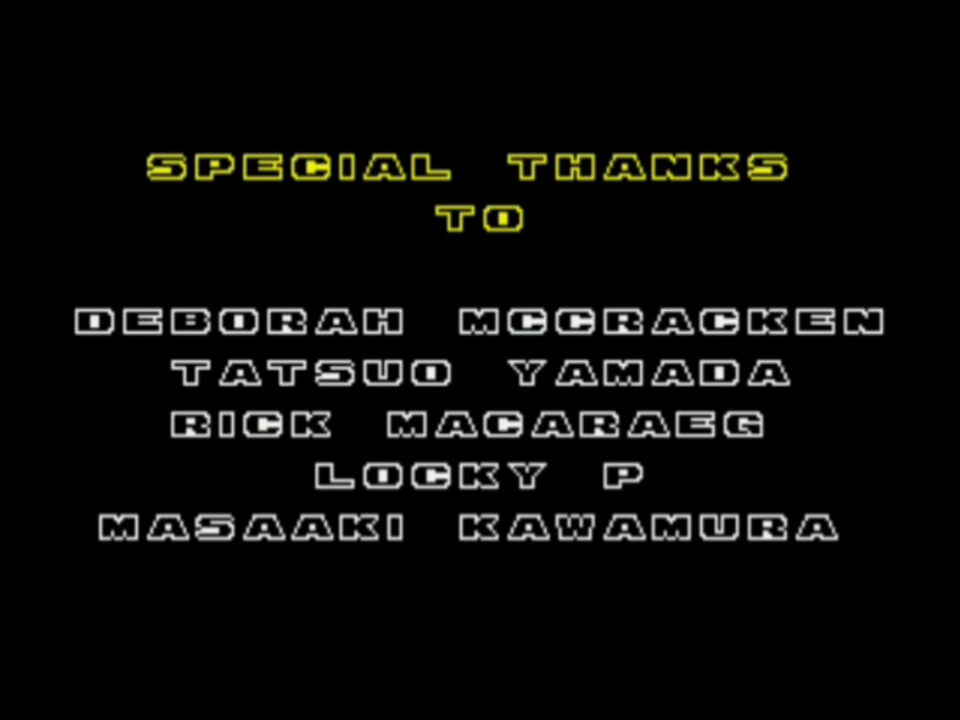 SPECIAL THANKS
TO
DEBORAH MCCRACKEN
TATSUO YAMADA
RICK MACARAEG
LOCKY P
MASAAKI KAWAMURA